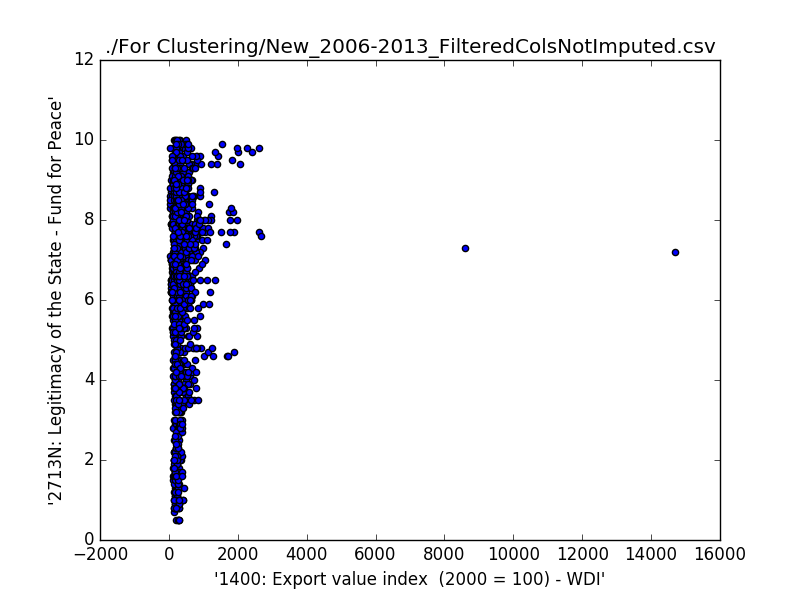 ./For Clustering/New_2006-2013_FilteredColsNotImputed.csv
12
10
8
6
4
2
0
'2713N: Legitimacy of the State - Fund for Peace'
−2000 0 2000 4000 6000 8000 10000 12000 14000 16000
'1400: Export value index  (2000 = 100) - WDI'